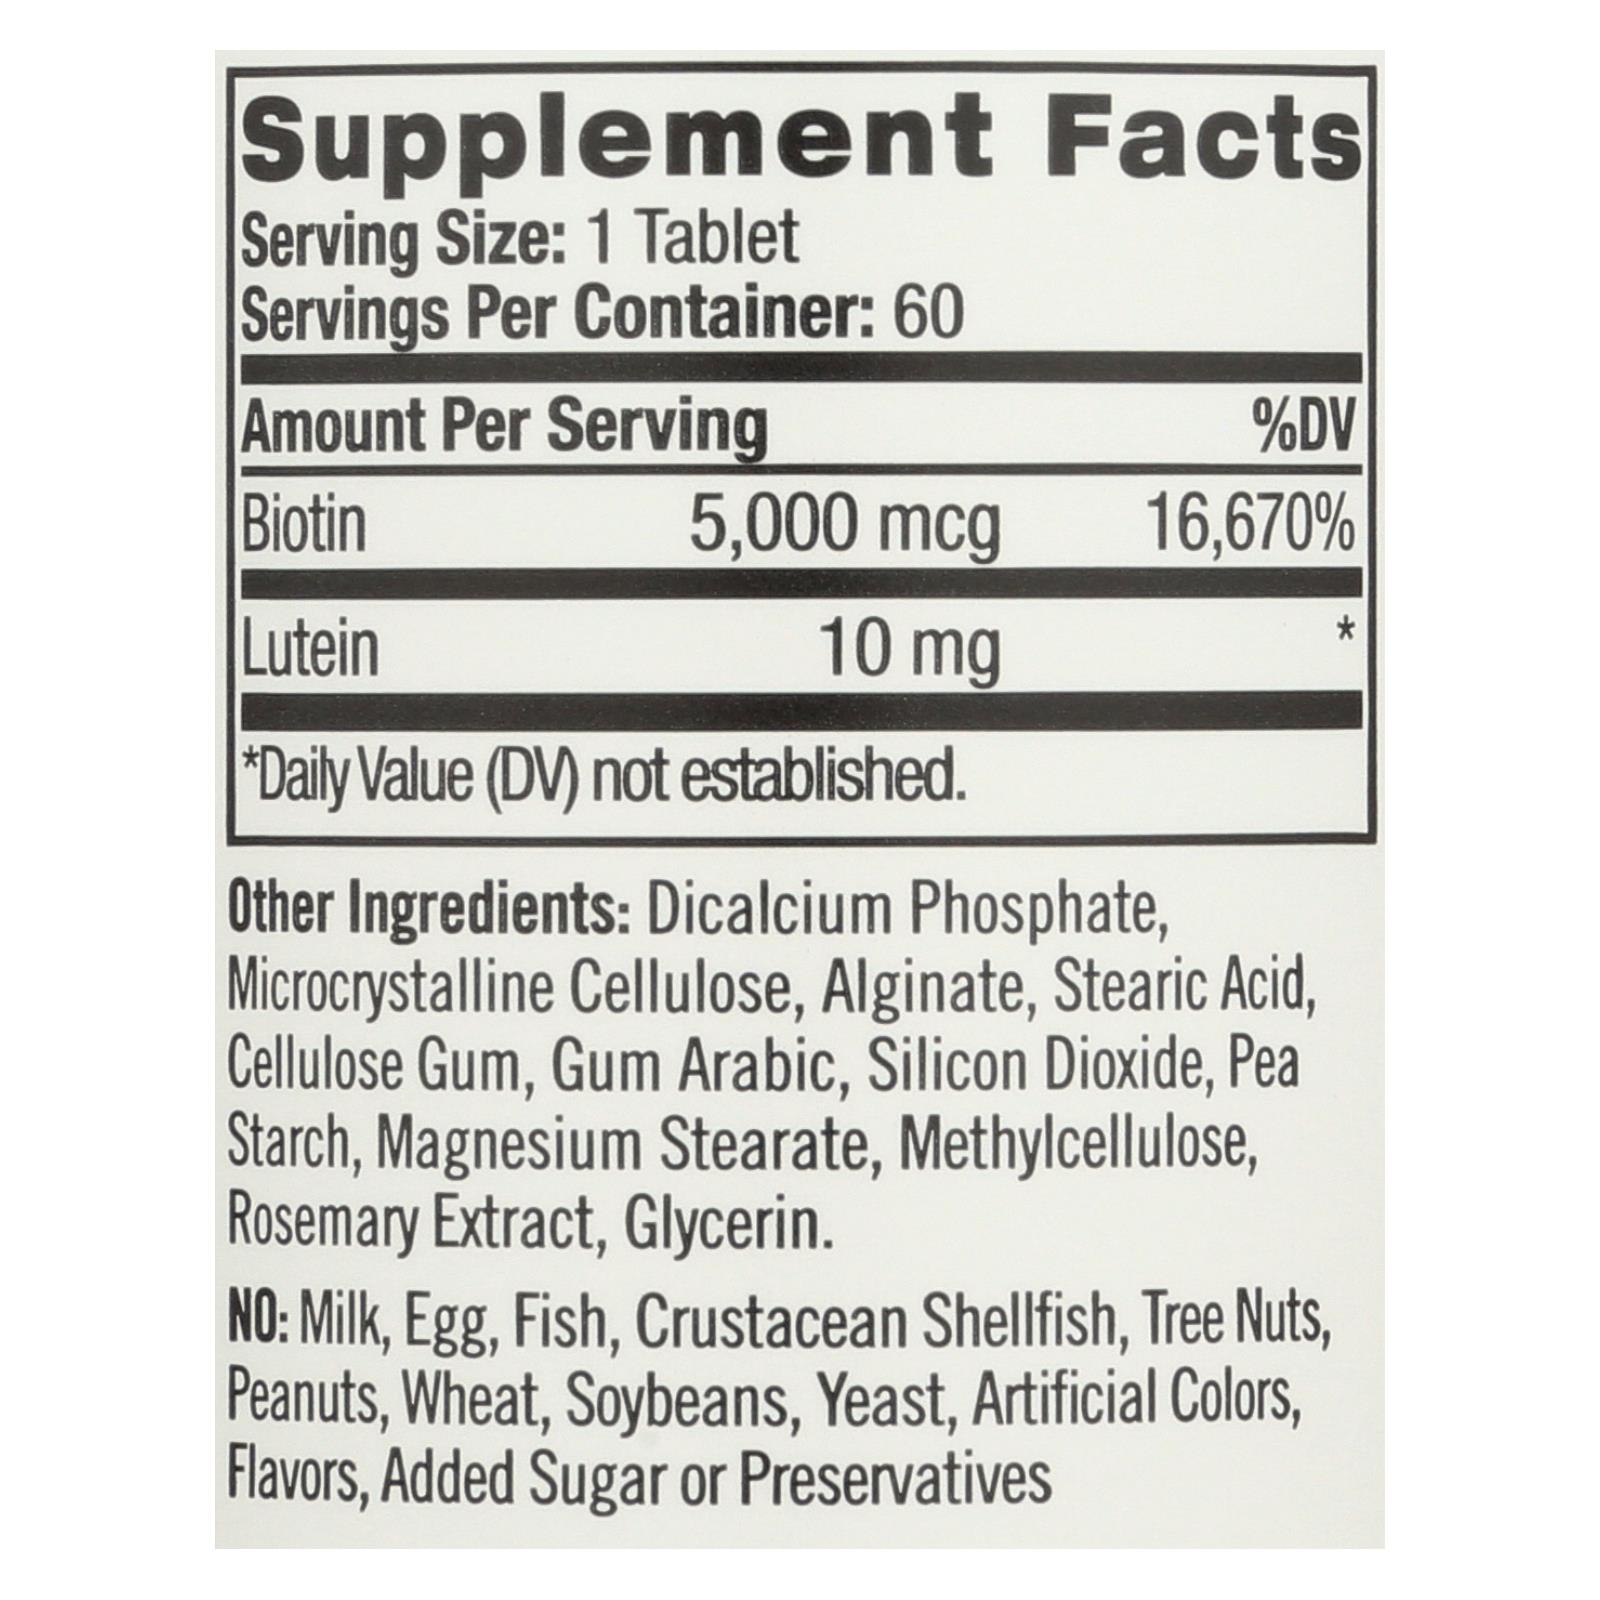 Supplement Facts
Serving Size: 1 Tablet
Servings Per Container: 60
Amount Per Serving %DV
Biotin 5,000 mcg 16,670%
Lutein 10 mg *
*Daily Value (DV) not established.
Other Ingredients: Dicalcium Phosphate,
Microcrystalline Cellulose, Alginate, Stearic Acid,
Cellulose Gum, Gum Arabic, Silicon Dioxide, Pea
Starch, Magnesium Stearate, Methylcellulose,
Rosemary Extract, Glycerin.
NO: Milk, Egg, Fish, Crustacean Shellfish, Tree Nuts,
Peanuts, Wheat, Soybeans, Yeast, Artificial Colors,
Flavors, Added Sugar or Preservatives